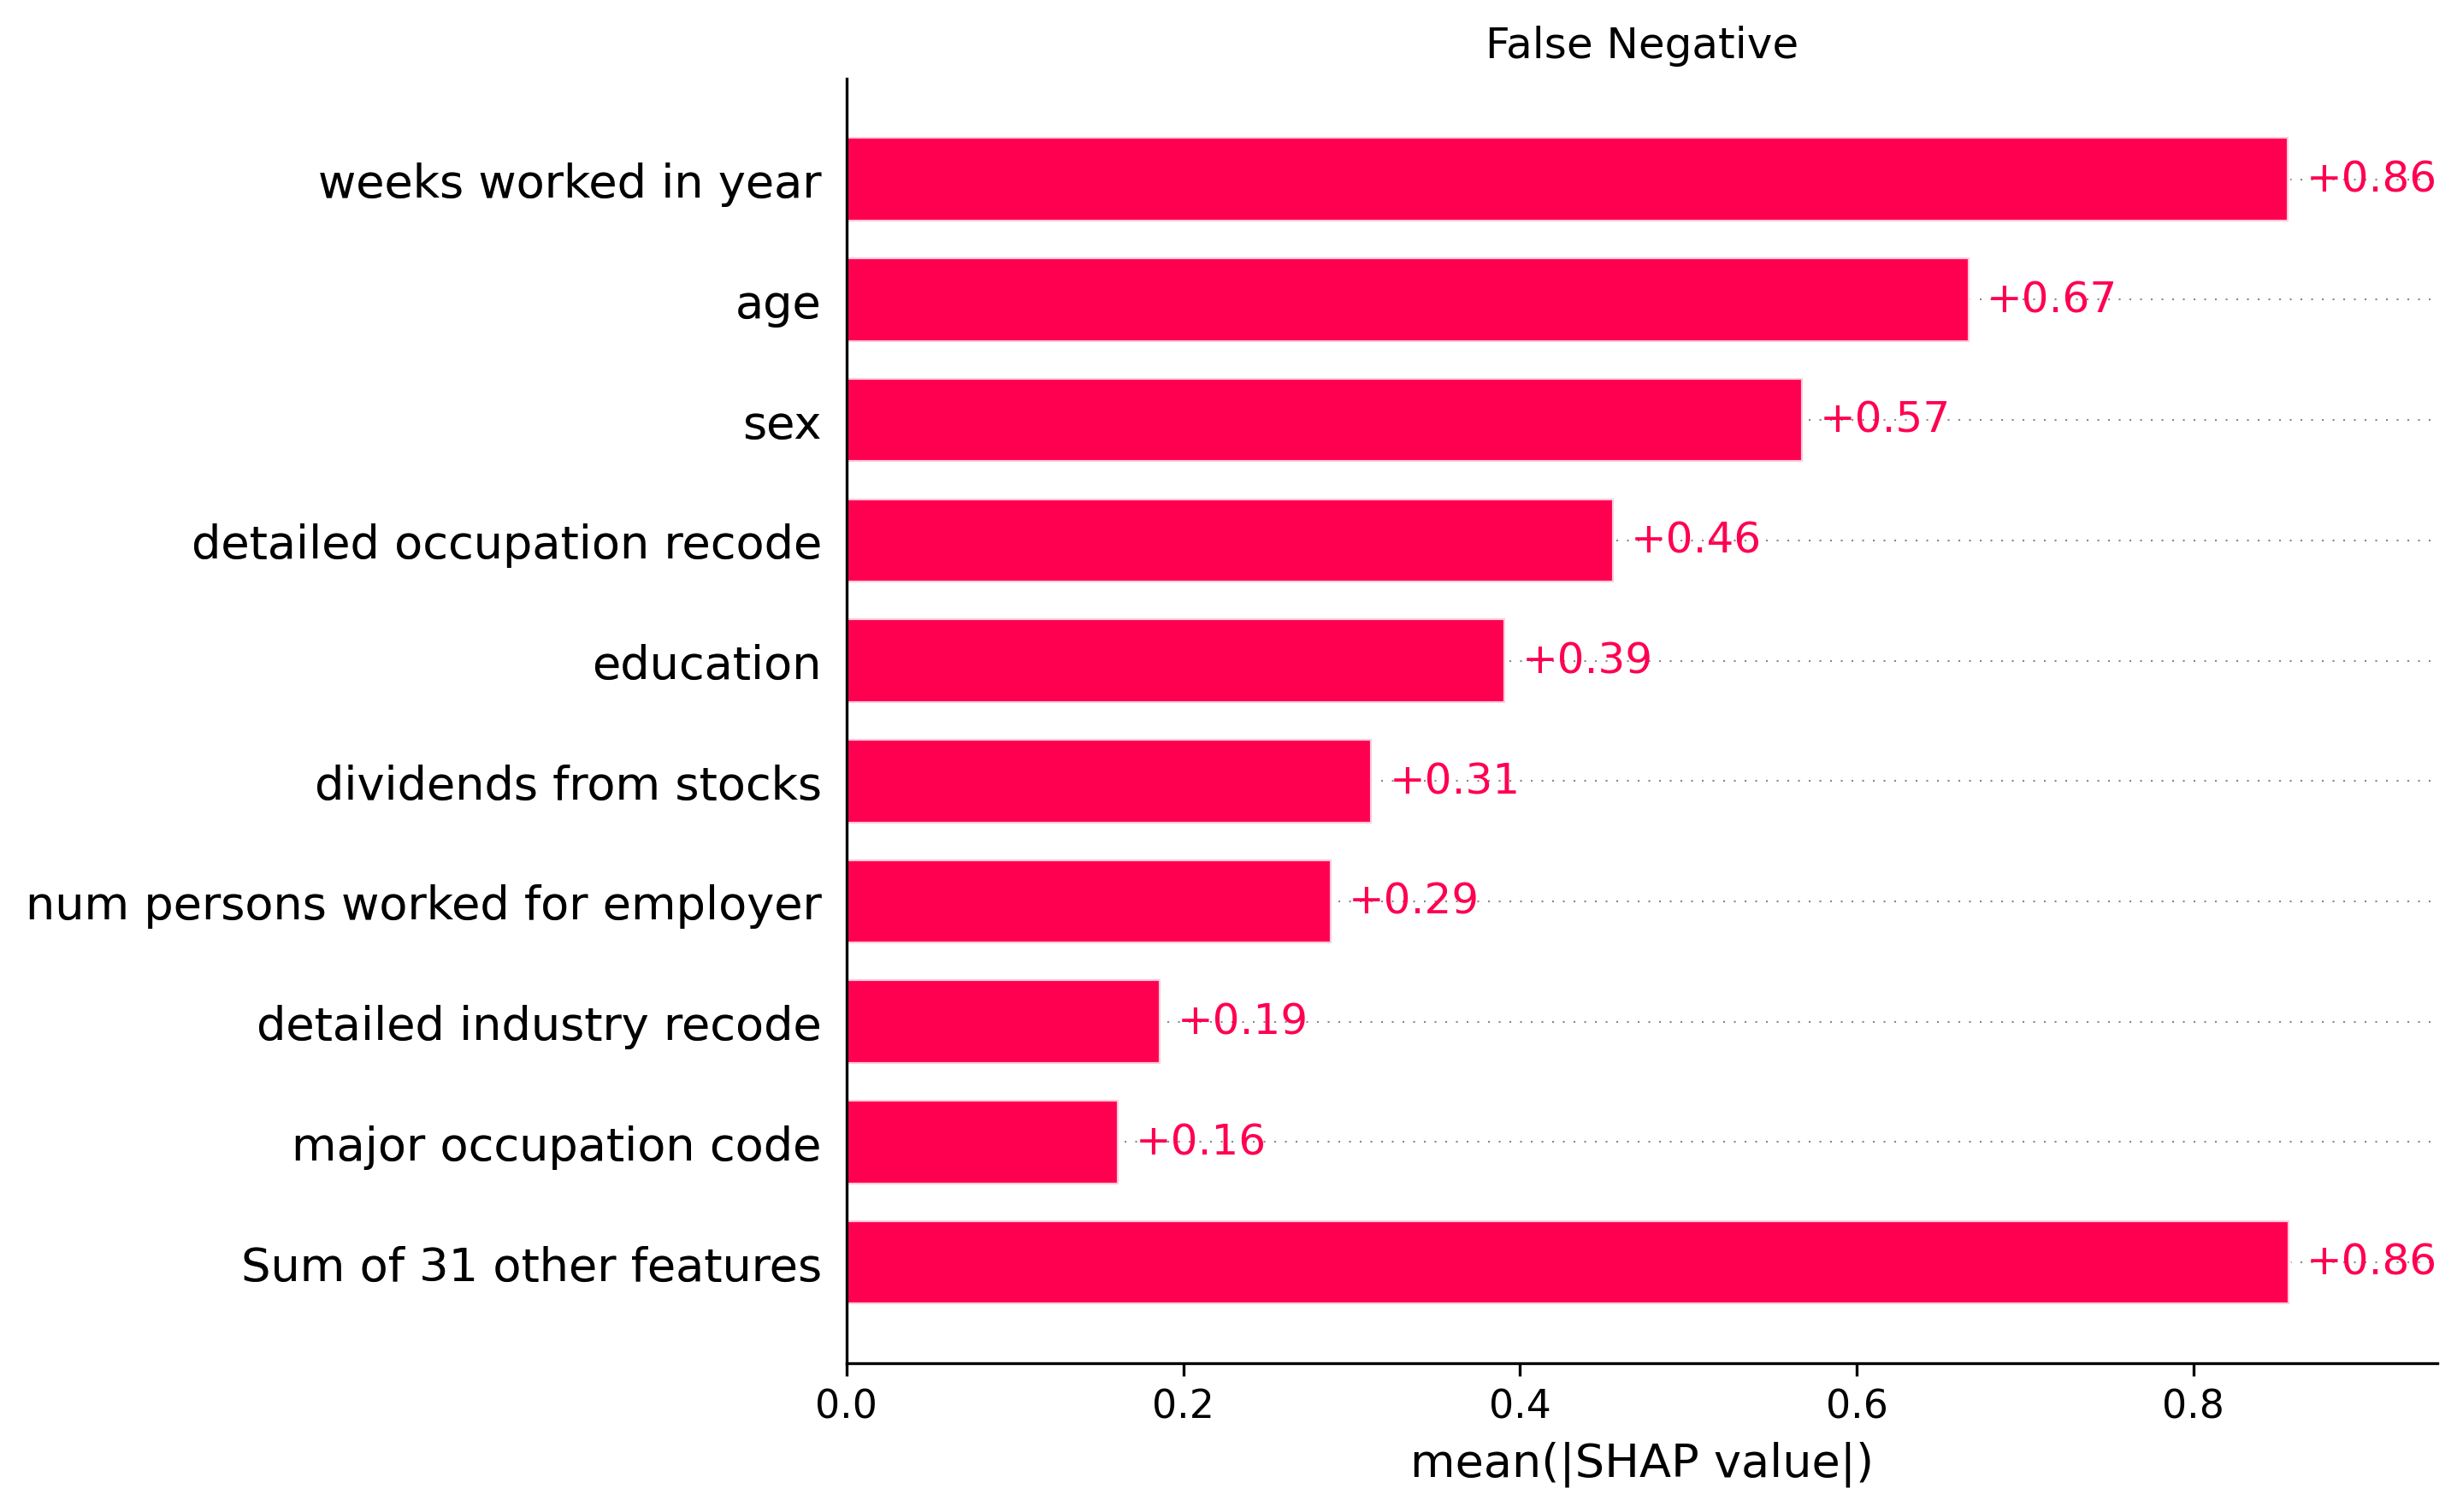 False Negative
weeks worked in year +0.86
age +0.67
sex +0.57
detailed occupation recode +0.46
education +0.39
dividends from stocks +0.31
num persons worked for employer +0.29
detailed industry recode +0.19
major occupation code +0.16
Sum of 31 other features +0.86
0.0 0.2 0.4 0.6 0.8
mean(|SHAP value|)